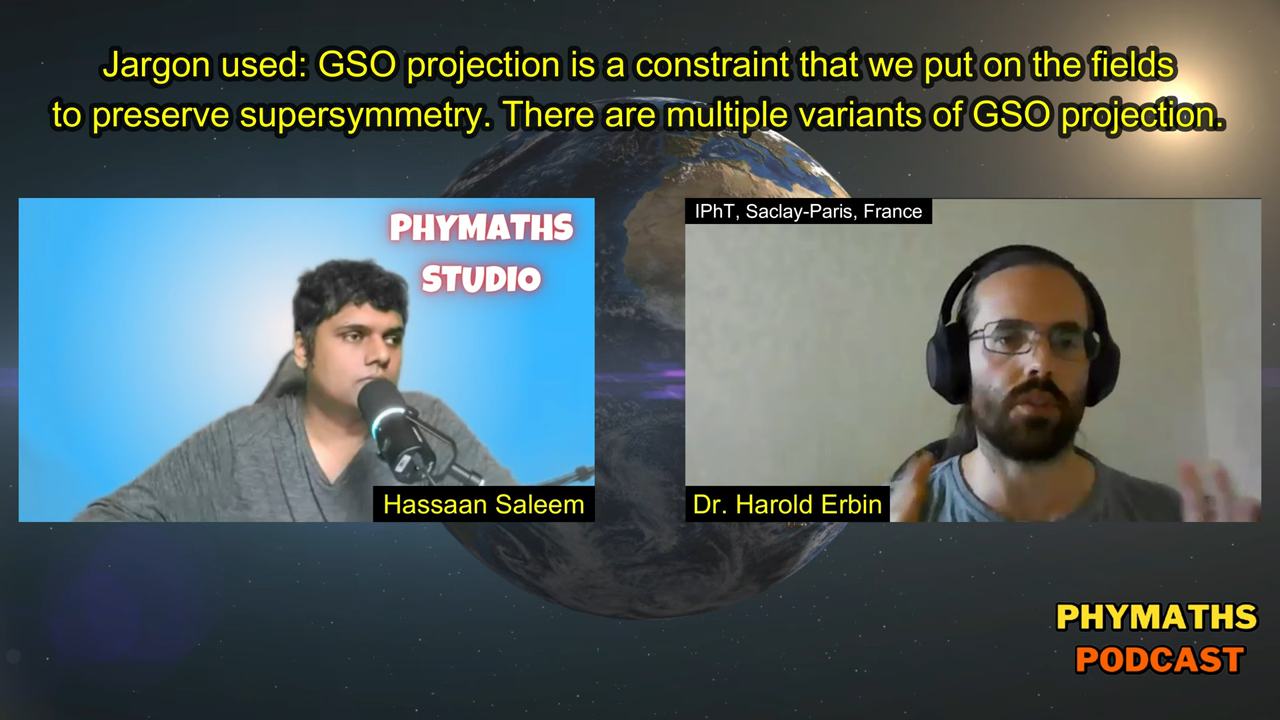 Jargon used: GSO projection is a constraint that we put on the fields
to preserve supersymmetry. There are multiple variants of GSO projection.
PHYMATHS
STUDIO
IPhT, Saclay-Paris, France
Hassaan Saleem
Dr. Harold Erbin
PHYMATHS
PODCAST